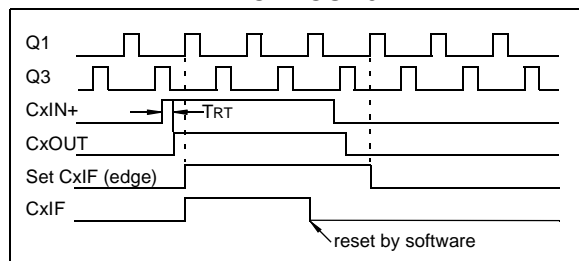 Q1
Q3
CxIN+
TRT
CxOUT
Set CxIF (edge)
CxIF
reset by software